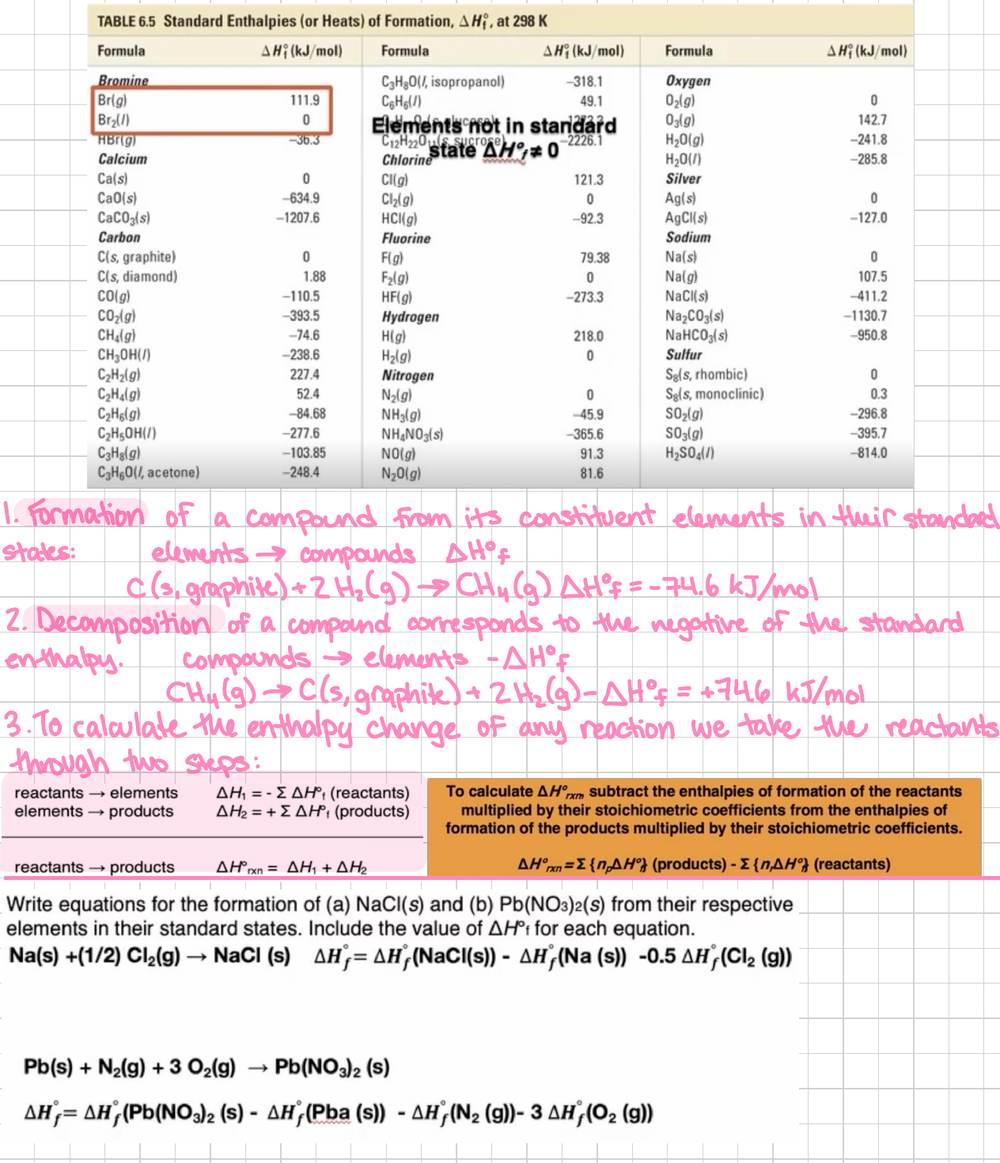 TABLE 6.5 Standard Enthalpies (or Heats) of Formation, ΔH°f, at 298 K
Formula ΔH°f (kJ/mol) Formula ΔH°f (kJ/mol) Formula ΔH°f (kJ/mol)
Bromine C₃H₈O(l, isopropanol) –318.1 Oxygen
Br(g) 111.9 C₆H₆(l) 49.1 O₂(g) 0
Br₂(l) 0 O₃(g) 142.7
HBr(g) –36.3 C₁₂H₂₂O₁₁(s, sucrose) –2226.1 H₂O(g) –241.8
Elements not in standard
state ΔH°f ≠ 0
Calcium Chlorine H₂O(l) –285.8
Ca(s) 0 Cl(g) 121.3 Silver
CaO(s) –634.9 Cl₂(g) 0 Ag(s) 0
CaCO₃(s) –1207.6 HCl(g) –92.3 AgCl(s) –127.0
Carbon Fluorine Sodium
C(s, graphite) 0 F(g) 79.38 Na(s) 0
C(s, diamond) 1.88 F₂(g) 0 Na(g) 107.5
CO(g) –110.5 HF(g) –273.3 NaCl(s) –411.2
CO₂(g) –393.5 Hydrogen Na₂CO₃(s) –1130.7
CH₄(g) –74.6 H(g) 218.0 NaHCO₃(s) –950.8
CH₃OH(l) –238.6 H₂(g) 0 Sulfur
C₂H₂(g) 227.4 Nitrogen S₈(s, rhombic) 0
C₂H₄(g) 52.4 N₂(g) 0 S₈(s, monoclinic) 0.3
C₂H₆(g) –84.68 NH₃(g) –45.9 SO₂(g) –296.8
C₂H₅OH(l) –277.6 NH₄NO₃(s) –365.6 SO₃(g) –395.7
C₃H₈(g) –103.85 NO(g) 91.3 H₂SO₄(l) –814.0
C₃H₆O(l, acetone) –248.4 N₂O(g) 81.6
1. Formation of a compound from its constituent elements in their standard
states: elements → compounds ΔH°f
C(s, graphite) + 2 H₂(g) → CH₄(g) ΔH°f = -74.6 kJ/mol
2. Decomposition of a compound corresponds to the negative of the standard
enthalpy. compounds → elements -ΔH°f
CH₄(g) → C(s, graphite) + 2 H₂(g) -ΔH°f = +74.6 kJ/mol
3. To calculate the enthalpy change of any reaction we take the reactants
through two steps:
reactants → elements ΔH₁ = - Σ ΔH°f (reactants)
elements → products ΔH₂ = + Σ ΔH°f (products)
reactants → products ΔH°rxn = ΔH₁ + ΔH₂
To calculate ΔH°rxn, subtract the enthalpies of formation of the reactants
multiplied by their stoichiometric coefficients from the enthalpies of
formation of the products multiplied by their stoichiometric coefficients.
ΔH°rxn = Σ {nₚΔH°f} (products) - Σ {nᵣΔH°f} (reactants)
Write equations for the formation of (a) NaCl(s) and (b) Pb(NO₃)₂(s) from their respective
elements in their standard states. Include the value of ΔH°f for each equation.
Na(s) +(1/2) Cl₂(g) → NaCl (s) ΔH°f= ΔH°f(NaCl(s)) - ΔH°f(Na (s)) -0.5 ΔH°f(Cl₂ (g))
Pb(s) + N₂(g) + 3 O₂(g) → Pb(NO₃)₂ (s)
ΔH°f= ΔH°f(Pb(NO₃)₂ (s) - ΔH°f(Pba (s)) - ΔH°f(N₂ (g))- 3 ΔH°f(O₂ (g))